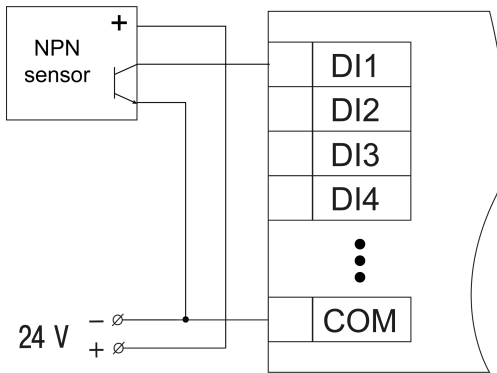 +
NPN
sensor
DI1
DI2
DI3
DI4
COM
24 V
−
+